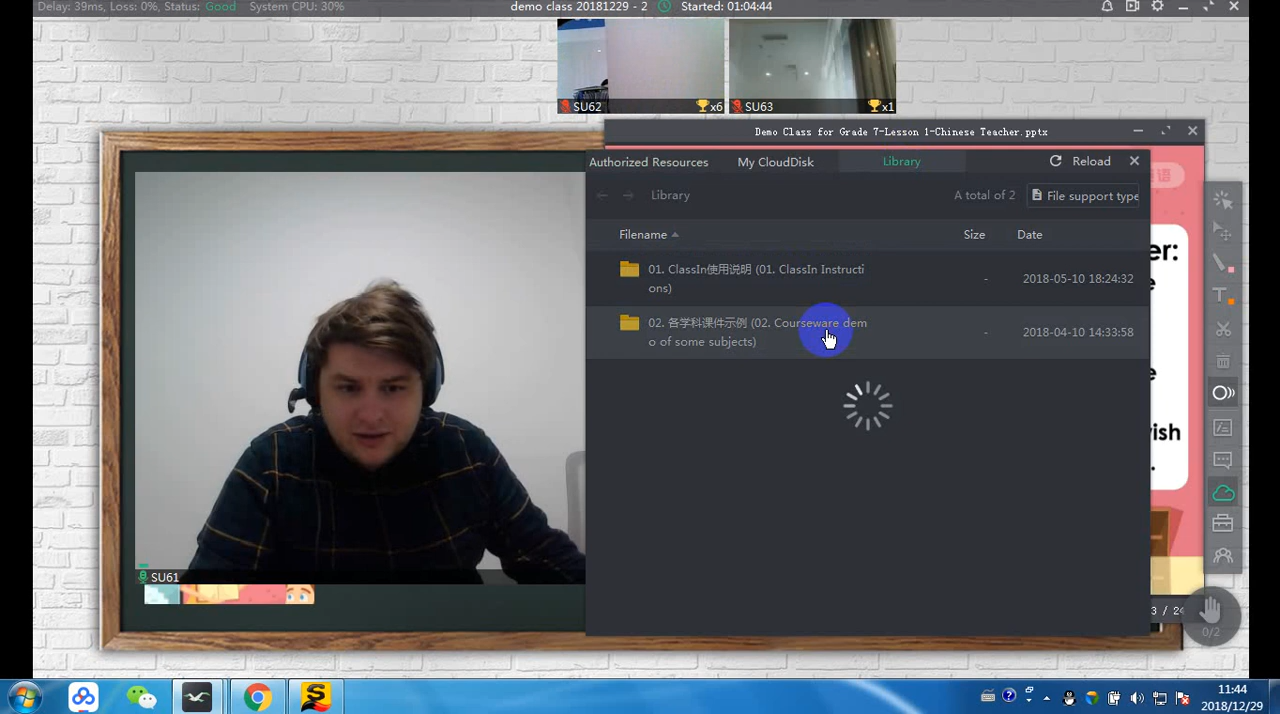 Delay: 39ms, Loss: 0%, Status: Good System CPU: 30% demo class 20181229 - 2 Started: 01:04:44
SU62 x6 SU63 x1
Demo Class for Grade 7-Lesson 1-Chinese Teacher.pptx
Authorized Resources My CloudDisk Library Reload
Library A total of 2 File support type
Filename Size Date
01. ClassIn使用说明 (01. ClassIn Instructi
ons) - 2018-05-10 18:24:32
02. 各学科课件示例 (02. Courseware dem
o of some subjects) - 2018-04-10 14:33:58
语
er:
e
e
ish
SU61
3 / 2
0/2
11:44
2018/12/29